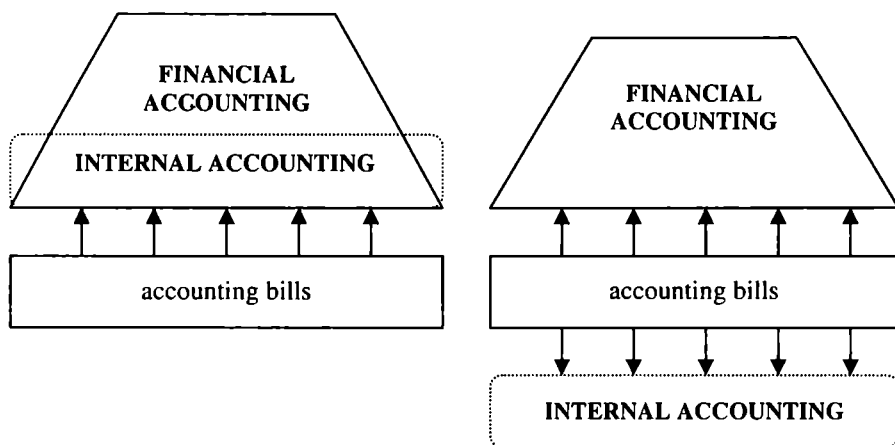 FINANCIAL
ACCOUNTING
INTERNAL ACCOUNTING
accounting bills
FINANCIAL
ACCOUNTING
accounting bills
INTERNAL ACCOUNTING